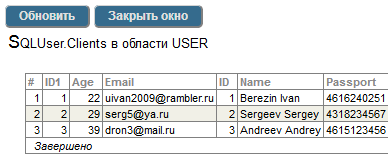 Обновить Закрыть окно
SQLUser.Clients в области USER
# ID1 Age Email ID Name Passport
1 1 22 uivan2009@rambler.ru 1 Berezin Ivan 4616240251
2 2 29 serg5@ya.ru 2 Sergeev Sergey 4318234567
3 3 39 dron3@mail.ru 3 Andreev Andrey 4615123456
Завершено